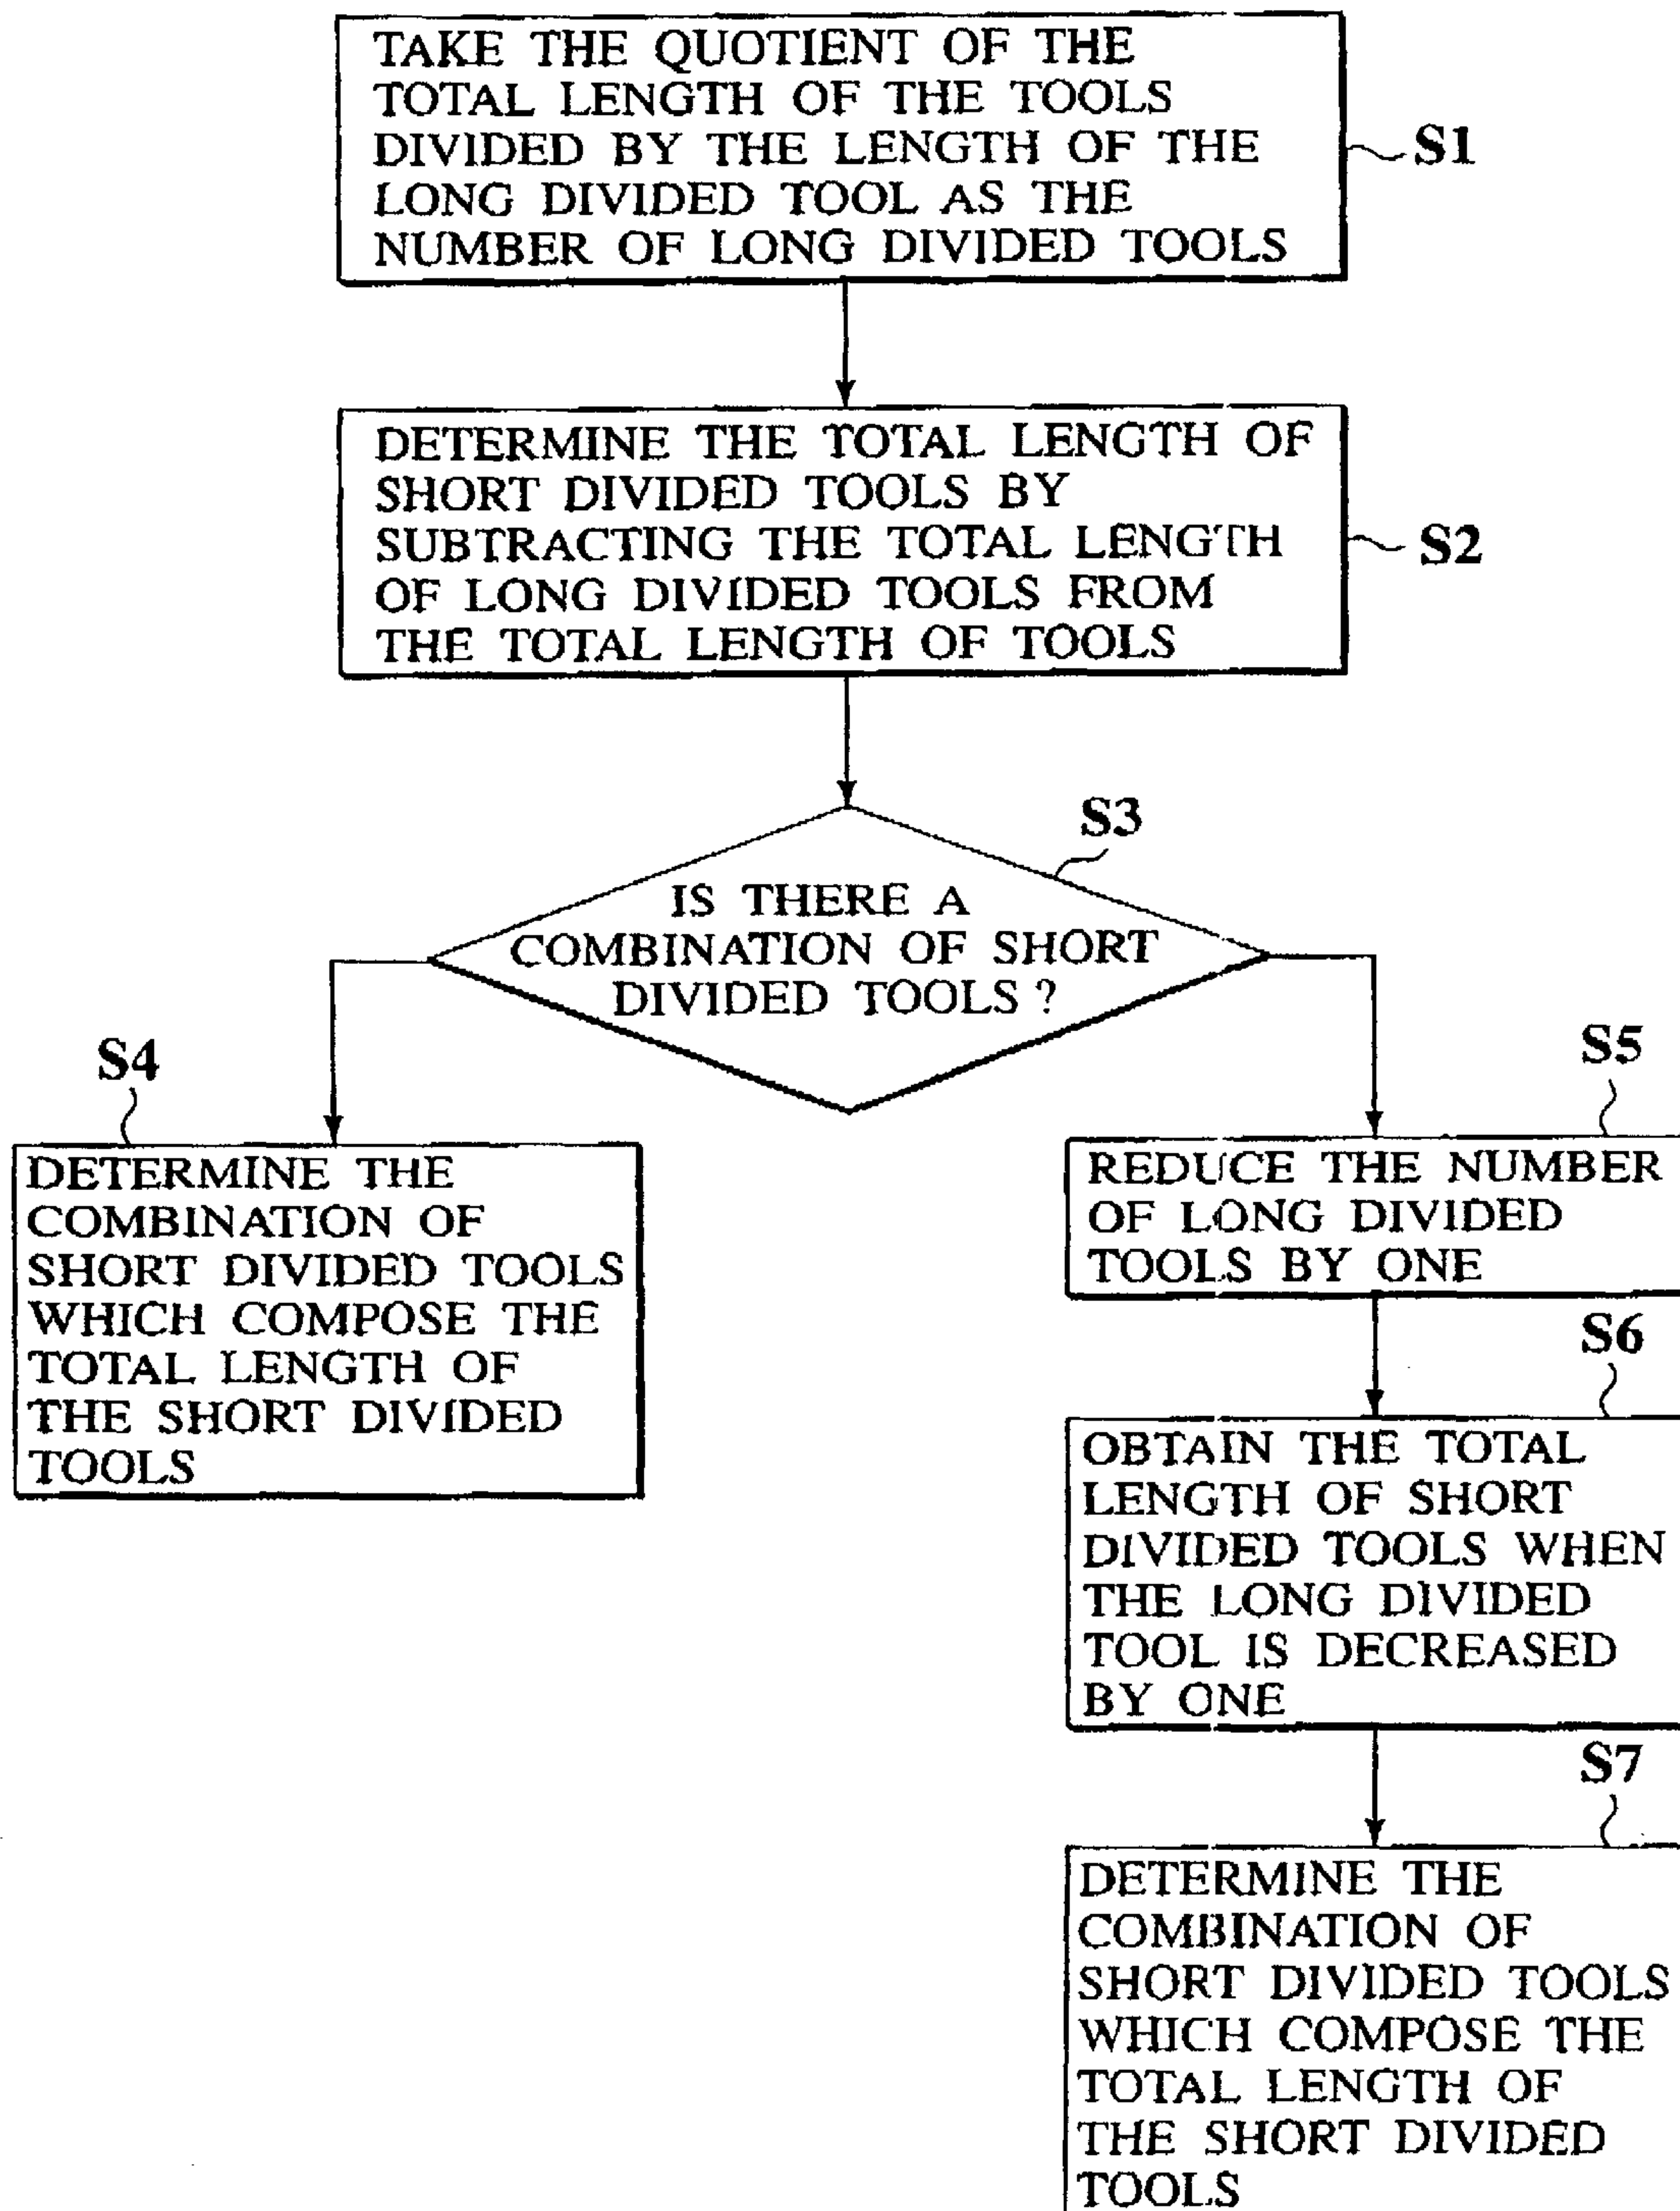 TAKE THE QUOTIENT OF THE
TOTAL LENGTH OF THE TOOLS
DIVIDED BY THE LENGTH OF THE
LONG DIVIDED TOOL AS THE
NUMBER OF LONG DIVIDED TOOLS
S1
DETERMINE THE TOTAL LENGTH OF
SHORT DIVIDED TOOLS BY
SUBTRACTING THE TOTAL LENGTH
OF LONG DIVIDED TOOLS FROM
THE TOTAL LENGTH OF TOOLS
S2
S3
IS THERE A
COMBINATION OF SHORT
DIVIDED TOOLS ?
S4
DETERMINE THE
COMBINATION OF
SHORT DIVIDED TOOLS
WHICH COMPOSE THE
TOTAL LENGTH OF
THE SHORT DIVIDED
TOOLS
S5
REDUCE THE NUMBER
OF LONG DIVIDED
TOOLS BY ONE
S6
OBTAIN THE TOTAL
LENGTH OF SHORT
DIVIDED TOOLS WHEN
THE LONG DIVIDED
TOOL IS DECREASED
BY ONE
S7
DETERMINE THE
COMBINATION OF
SHORT DIVIDED TOOLS
WHICH COMPOSE THE
TOTAL LENGTH OF
THE SHORT DIVIDED
TOOLS